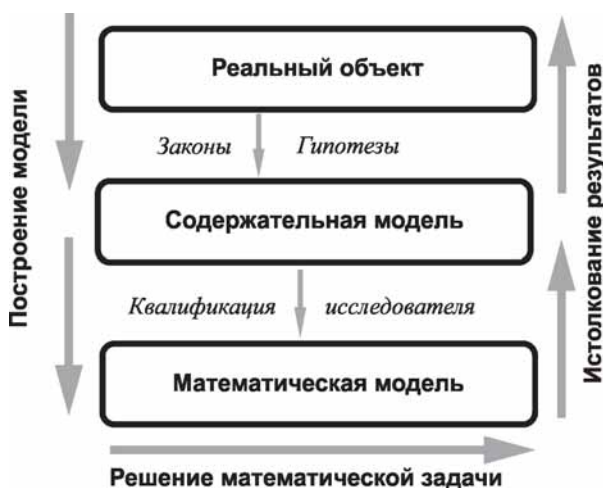 Реальный объект
Законы Гипотезы
Содержательная модель
Квалификация исследователя
Математическая модель
Решение математической задачи
Построение модели
Истолкование результатов